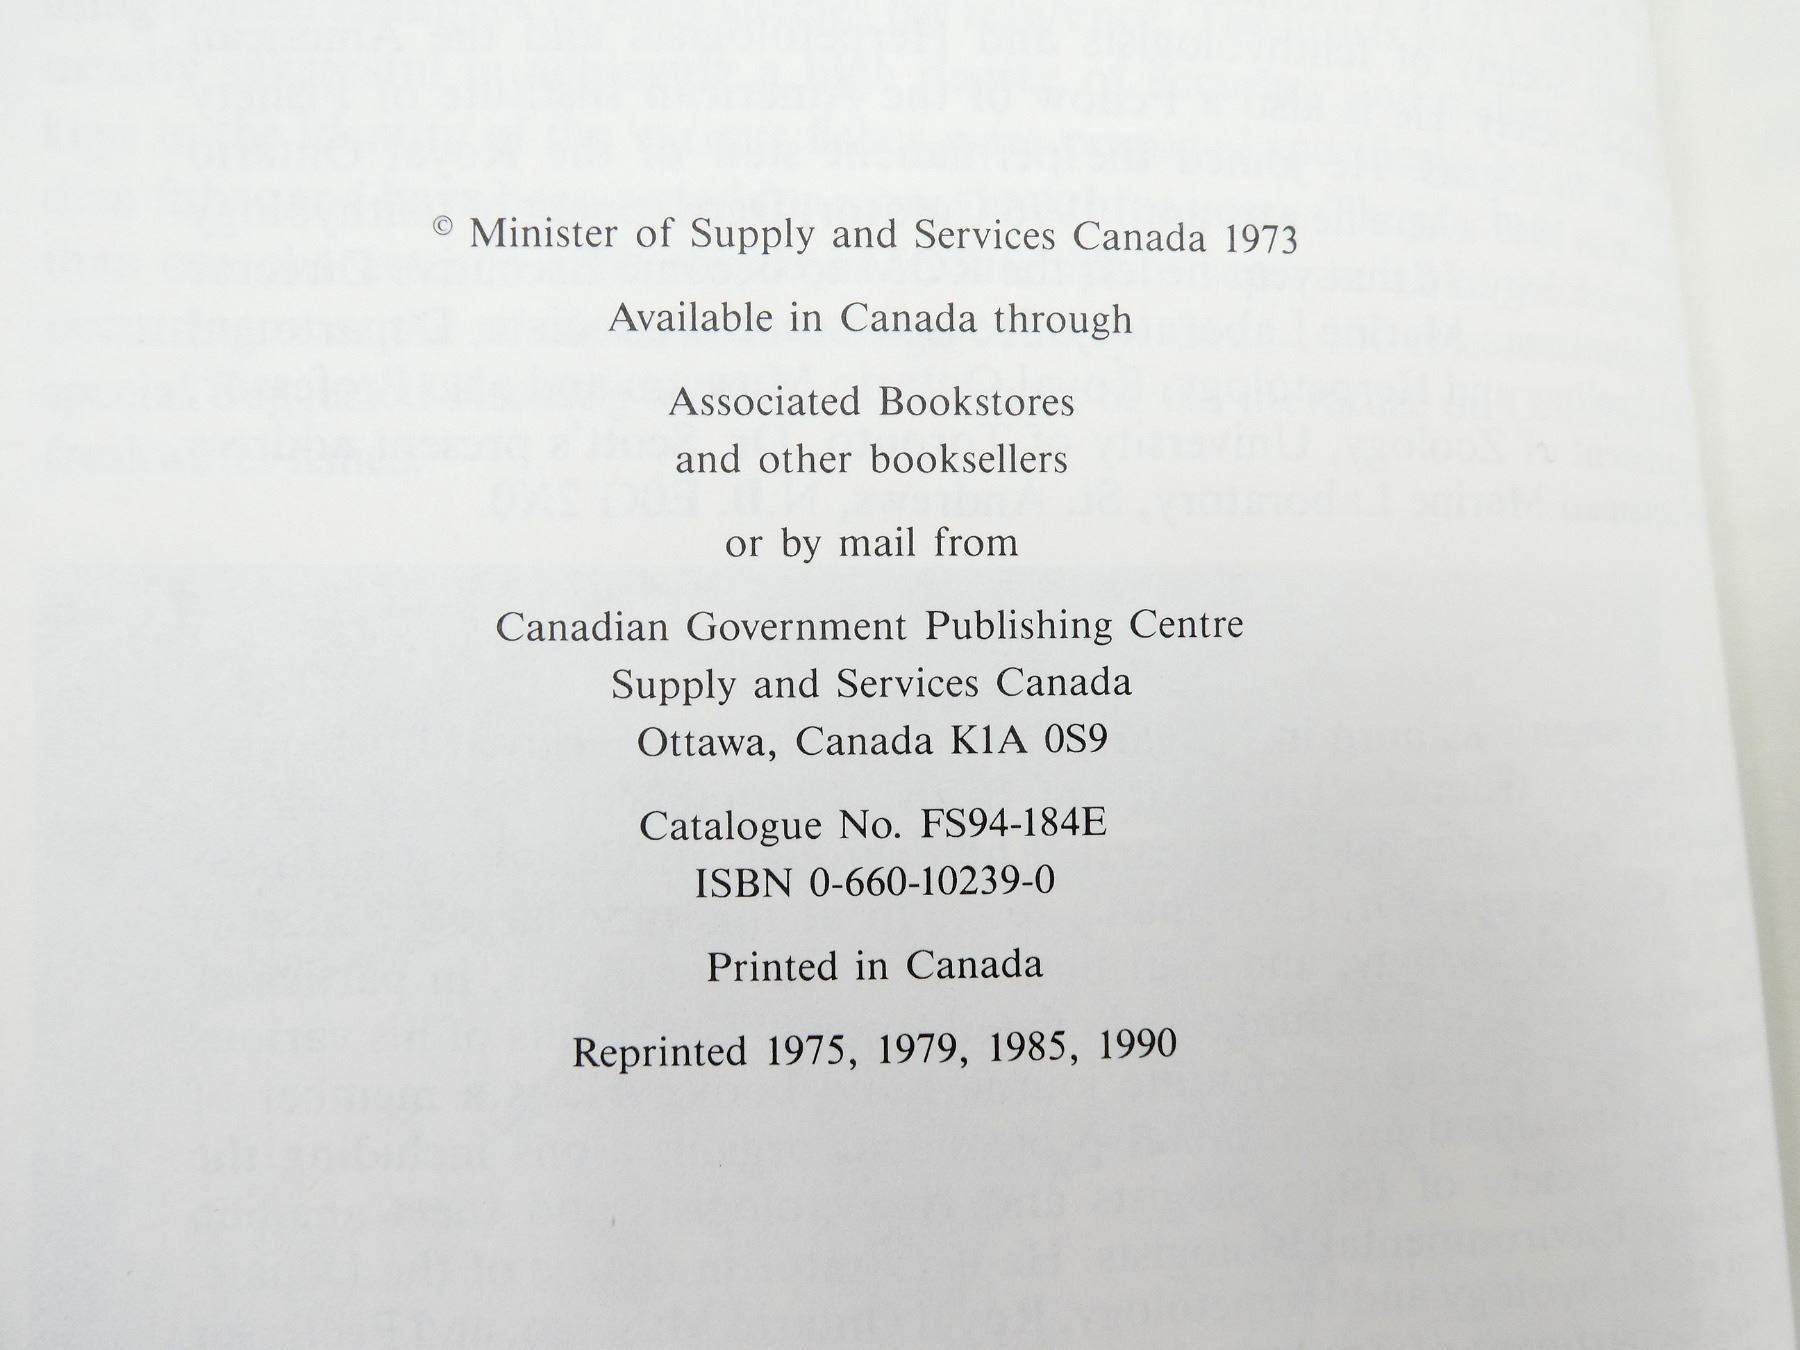 © Minister of Supply and Services Canada 1973
Available in Canada through
Associated Bookstores
and other booksellers
or by mail from
Canadian Government Publishing Centre
Supply and Services Canada
Ottawa, Canada K1A 0S9
Catalogue No. FS94-184E
ISBN 0-660-10239-0
Printed in Canada
Reprinted 1975, 1979, 1985, 1990